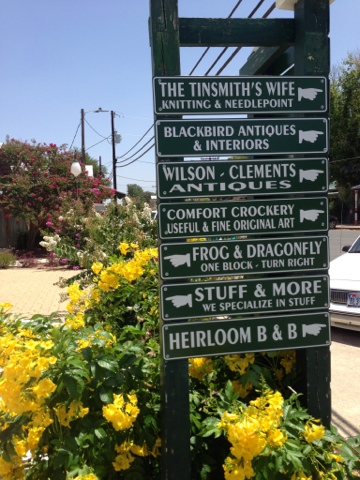 THE TINSMITH'S WIFE
KNITTING & NEEDLEPOINT
BLACKBIRD ANTIQUES
& INTERIORS
WILSON - CLEMENTS
ANTIQUES
COMFORT CROCKERY
USEFUL & FINE ORIGINAL ART
FROG & DRAGONFLY
ONE BLOCK - TURN RIGHT
STUFF & MORE
WE SPECIALIZE IN STUFF
HEIRLOOM B & B